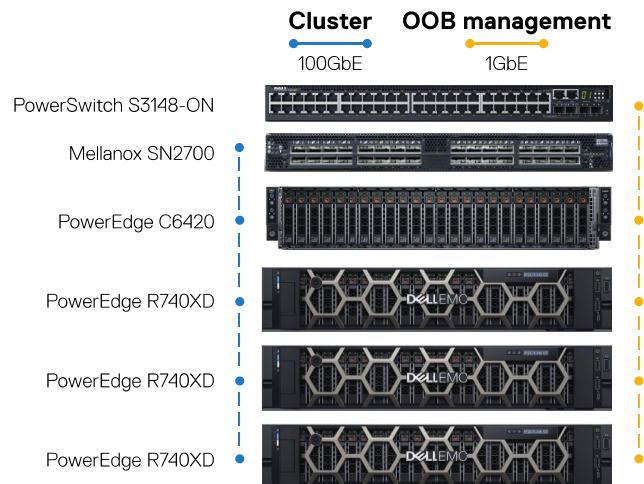 Cluster
OOB management
100GbE
1GbE
PowerSwitch S3148-ON
Mellanox SN2700
PowerEdge C6420
PowerEdge R740XD
DELLEMC
PowerEdge R740XD
DELLEMC
PowerEdge R740XD
DELLEMC